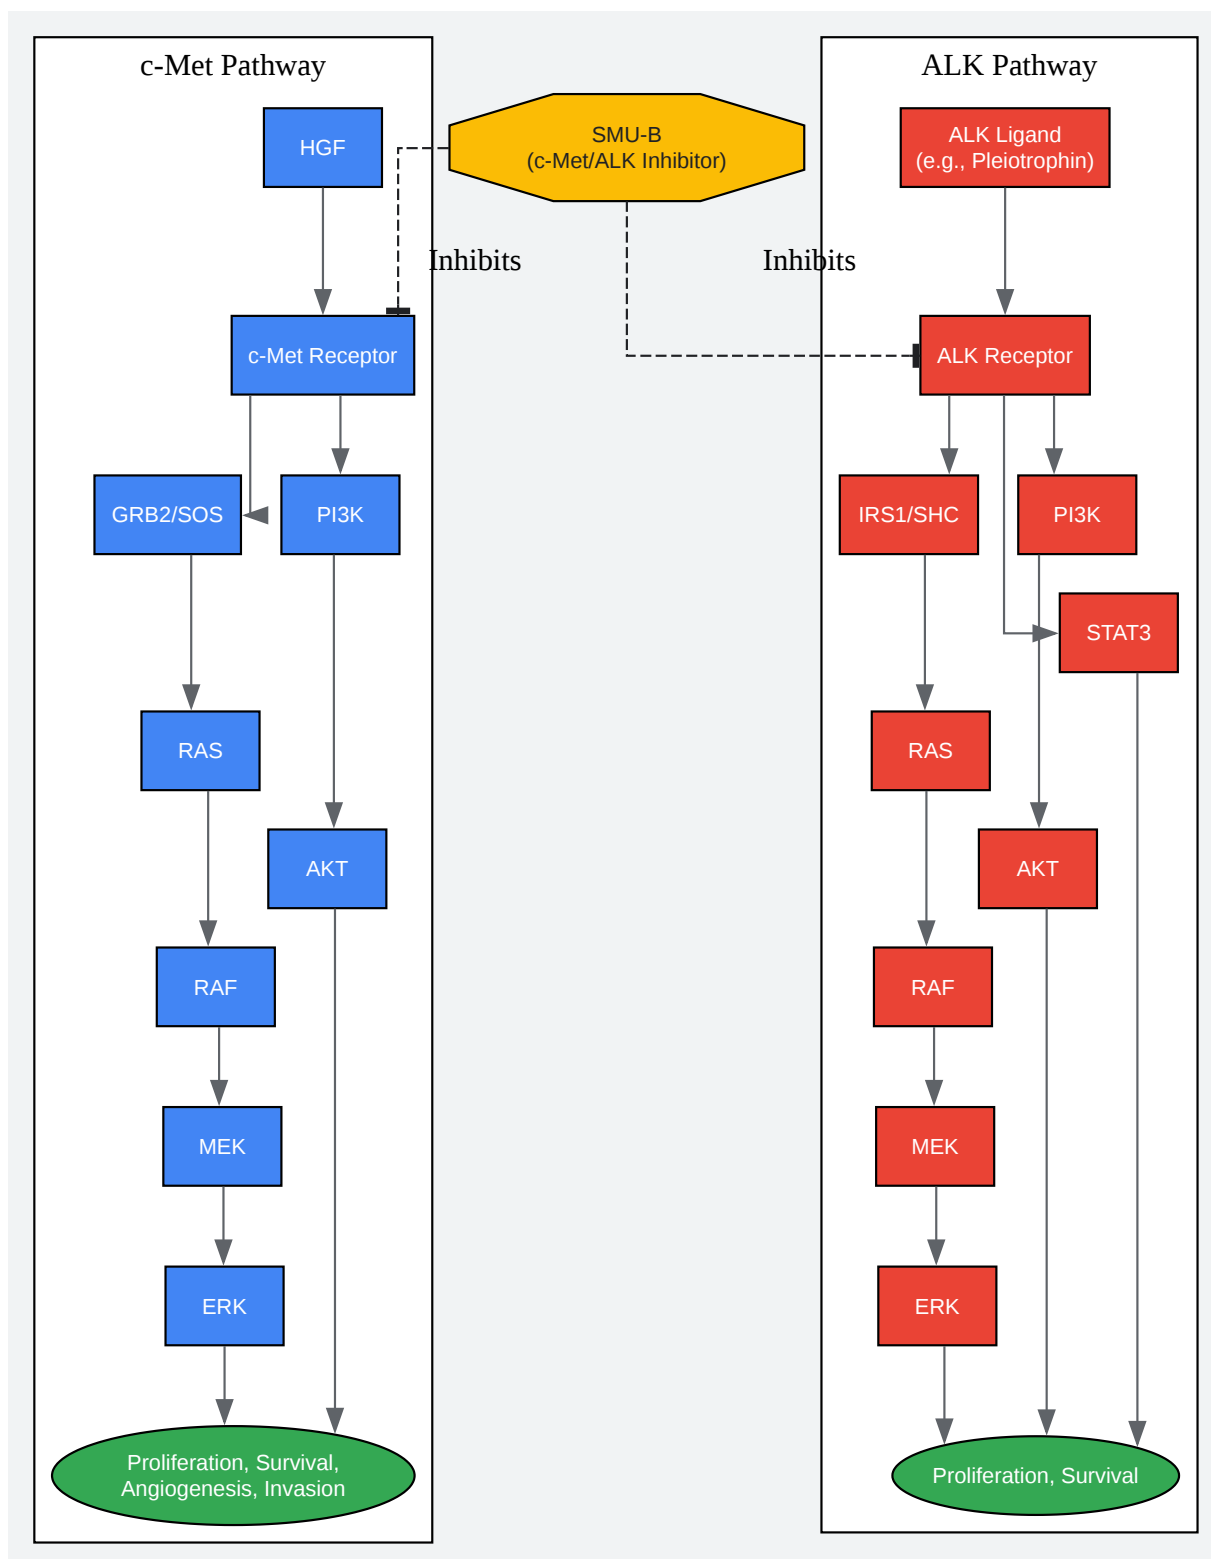 c-Met Pathway
HGF
c-Met Receptor
GRB2/SOS
PI3K
RAS
AKT
RAF
MEK
ERK
Proliferation, Survival,
Angiogenesis, Invasion
SMU-B
(c-Met/ALK Inhibitor)
Inhibits
Inhibits
ALK Pathway
ALK Ligand
(e.g., Pleiotrophin)
ALK Receptor
IRS1/SHC
PI3K
STAT3
RAS
AKT
RAF
MEK
ERK
Proliferation, Survival